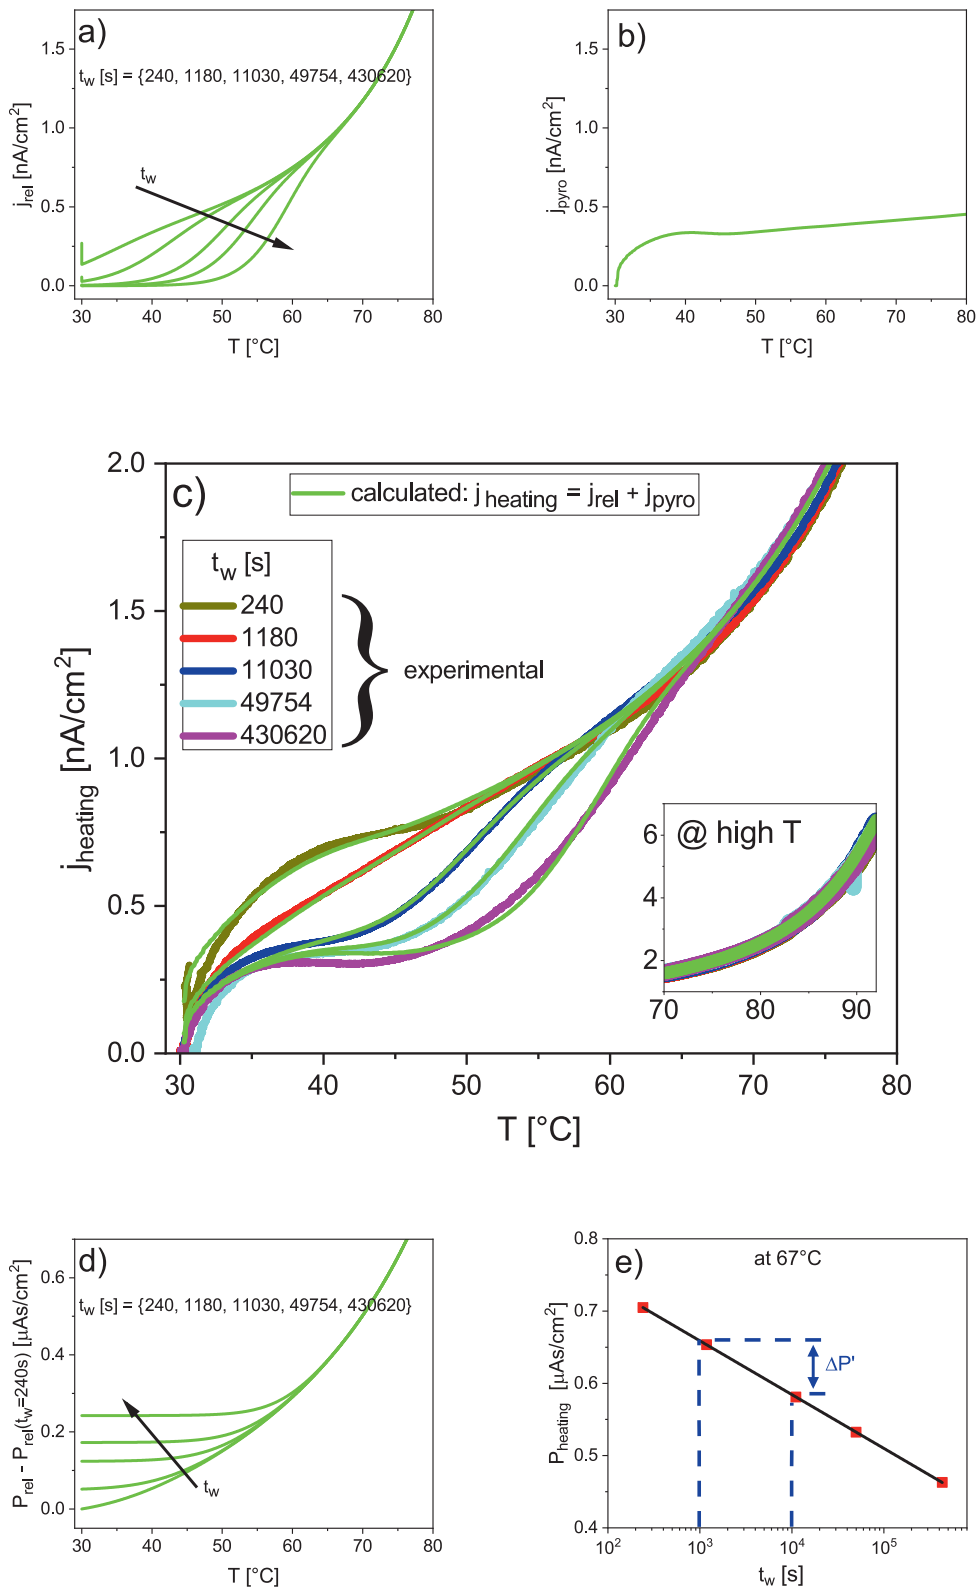 a)
t_w [s] = {240, 1180, 11030, 49754, 430620}
j_rel [nA/cm²]
1.5
1.0
0.5
0.0
t_w
30 40 50 60 70 80
T [°C]
b)
j_pyro [nA/cm²]
1.5
1.0
0.5
0.0
30 40 50 60 70 80
T [°C]
c)
calculated: j_heating = j_rel + j_pyro
t_w [s]
240
1180
11030
49754
430620
experimental
j_heating [nA/cm²]
2.0
1.5
1.0
0.5
0.0
30 40 50 60 70 80
T [°C]
@ high T
6
4
2
70 80 90
d)
t_w [s] = {240, 1180, 11030, 49754, 430620}
P_rel - P_rel(t_w=240s) [µAs/cm²]
0.6
0.4
0.2
0.0
t_w
30 40 50 60 70 80
T [°C]
e)
at 67°C
P_heating [µAs/cm²]
0.8
0.7
0.6
0.5
0.4
ΔP'
10² 10³ 10⁴ 10⁵
t_w [s]